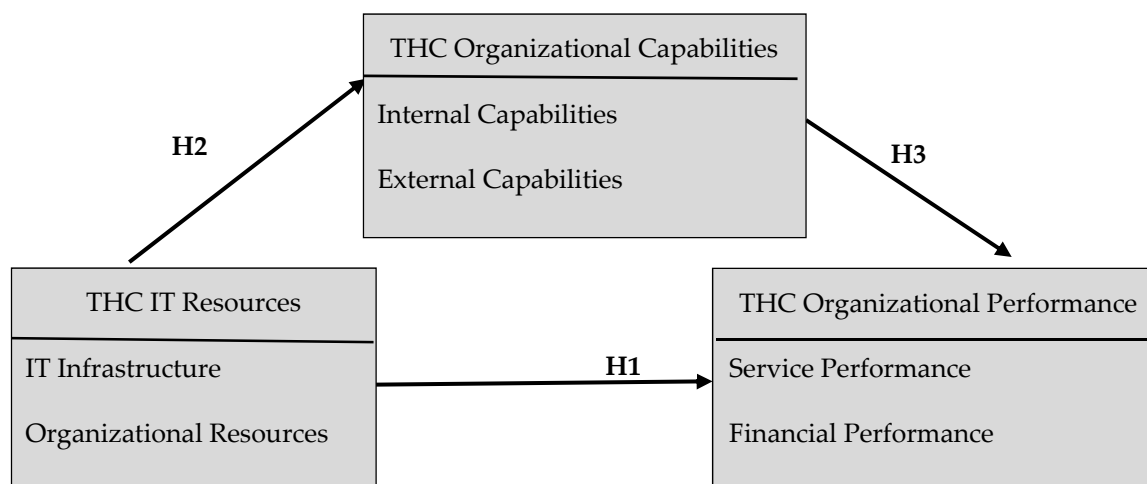 THC Organizational Capabilities
Internal Capabilities
External Capabilities
H2
H3
THC IT Resources
IT Infrastructure
Organizational Resources
H1
THC Organizational Performance
Service Performance
Financial Performance